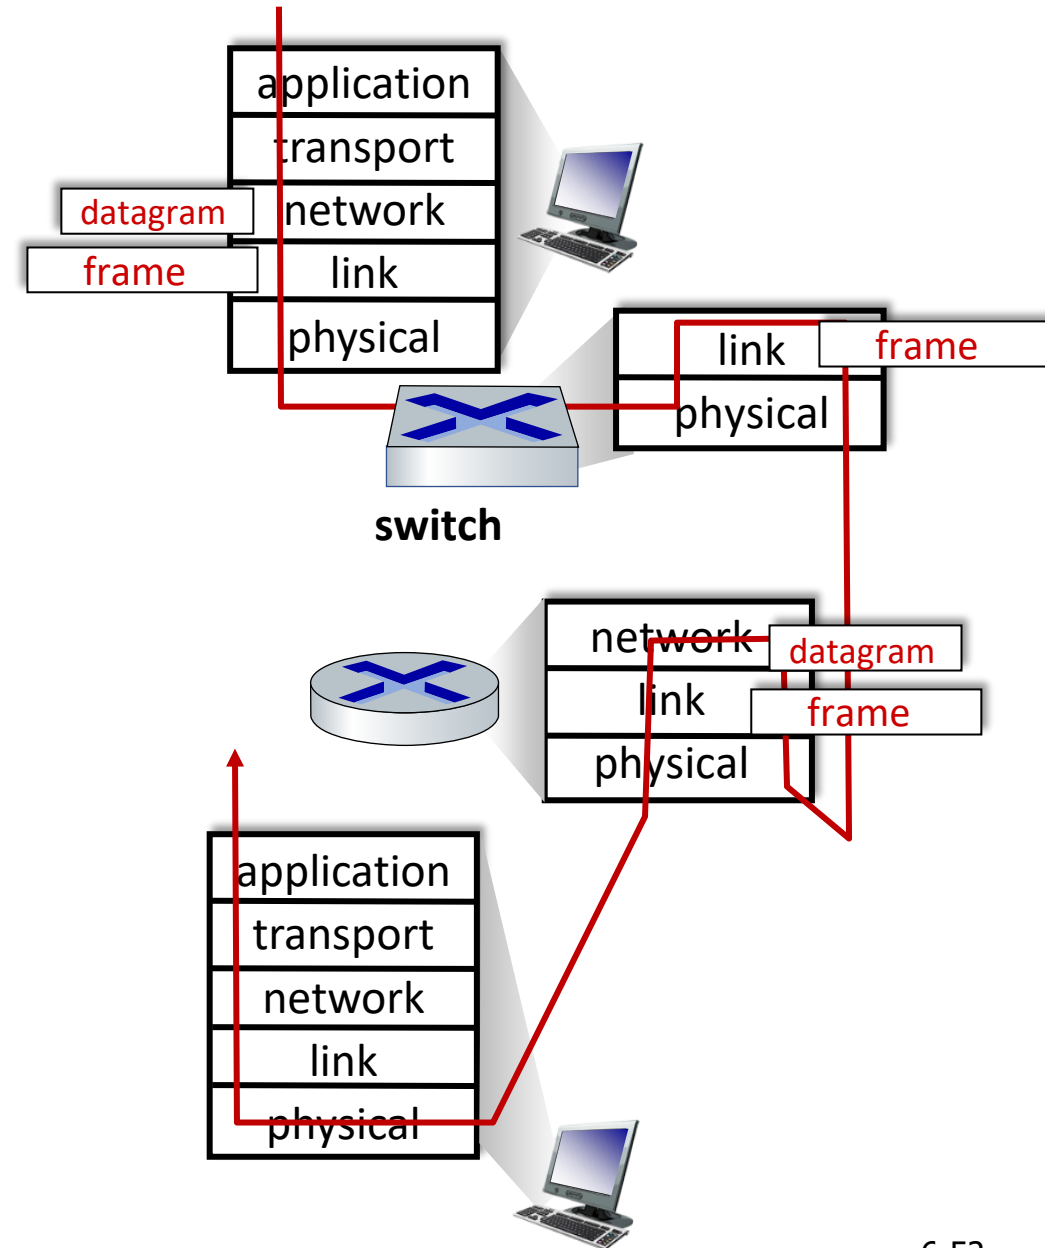 application
transport
datagram
network
frame
link
physical
link
frame
physical
switch
network
datagram
link
frame
physical
application
transport
network
link
physical